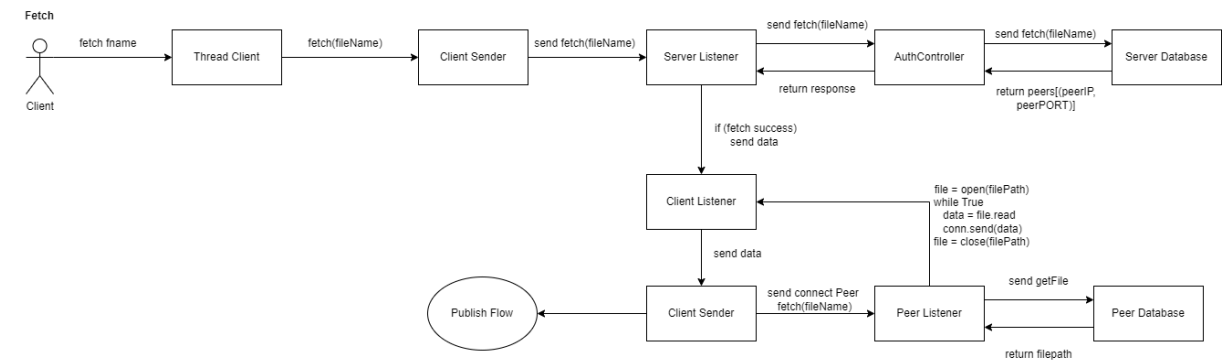 Fetch
Client
fetch fname
Thread Client
fetch(fileName)
Client Sender
send fetch(fileName)
Server Listener
send fetch(fileName)
return response
AuthController
send fetch(fileName)
return peers[(peerIP,
peerPORT)]
Server Database
if (fetch success)
send data
Client Listener
file = open(filePath)
while True
data = file.read
conn.send(data)
file = close(filePath)
send data
Publish Flow
Client Sender
send connect Peer
fetch(fileName)
Peer Listener
send getFile
return filepath
Peer Database